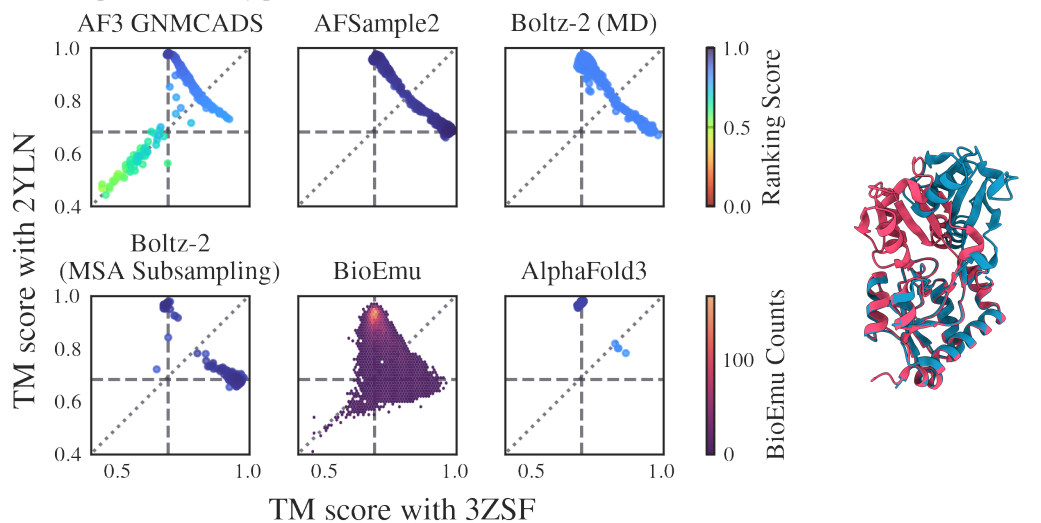 AF3 GNMCADS
AFSample2
Boltz-2 (MD)
1.0
0.8
0.6
0.4
1.0
0.5
0.0
Ranking Score
TM score with 2YLN
Boltz-2
(MSA Subsampling)
BioEmu
AlphaFold3
1.0
0.8
0.6
0.4
0.5
1.0
0.5
1.0
0.5
1.0
100
0
BioEmu Counts
TM score with 3ZSF